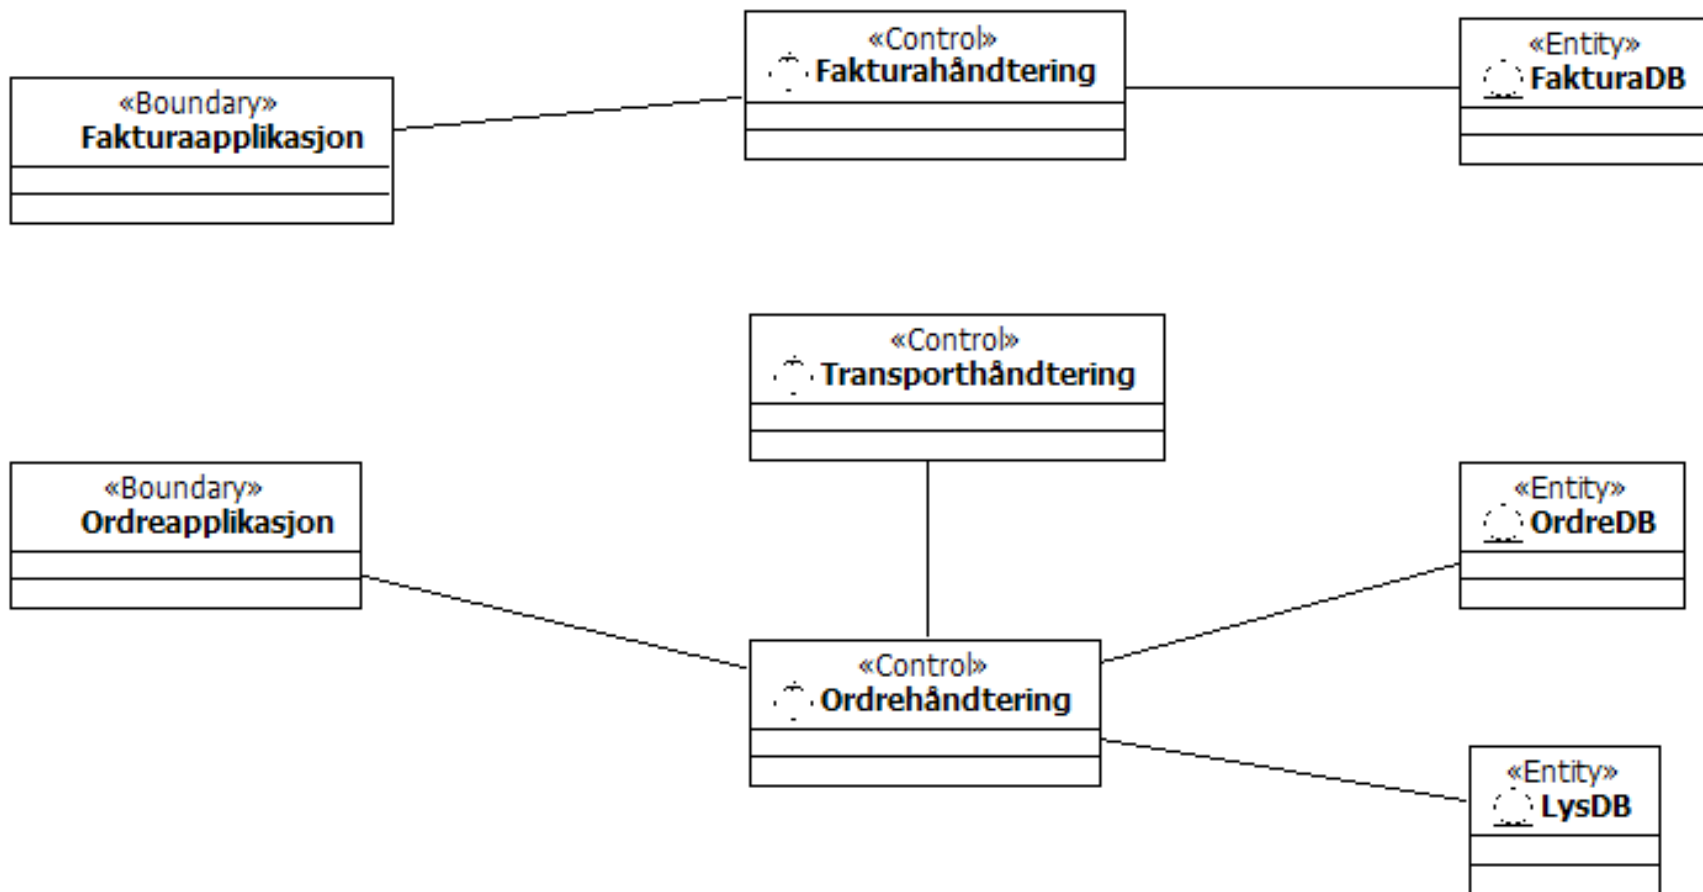 «Control»
Fakturahåndtering
«Entity»
FakturaDB
«Boundary»
Fakturaapplikasjon
«Control»
Transporthåndtering
«Boundary»
Ordreapplikasjon
«Entity»
OrdreDB
«Control»
Ordrehåndtering
«Entity»
LysDB